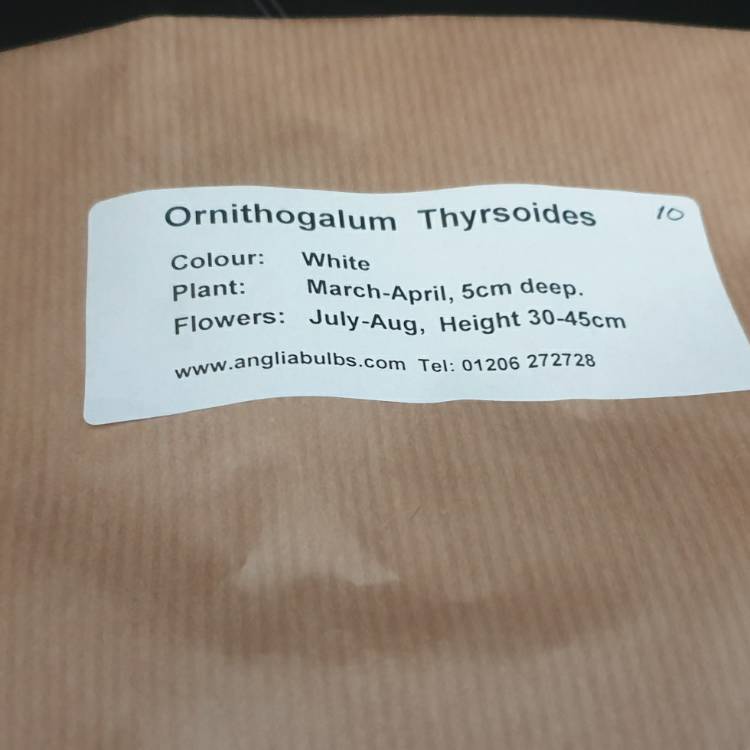 Ornithogalum Thyrsoides 10
Colour: White
Plant: March-April, 5cm deep.
Flowers: July-Aug, Height 30-45cm
www.angliabulbs.com Tel: 01206 272728